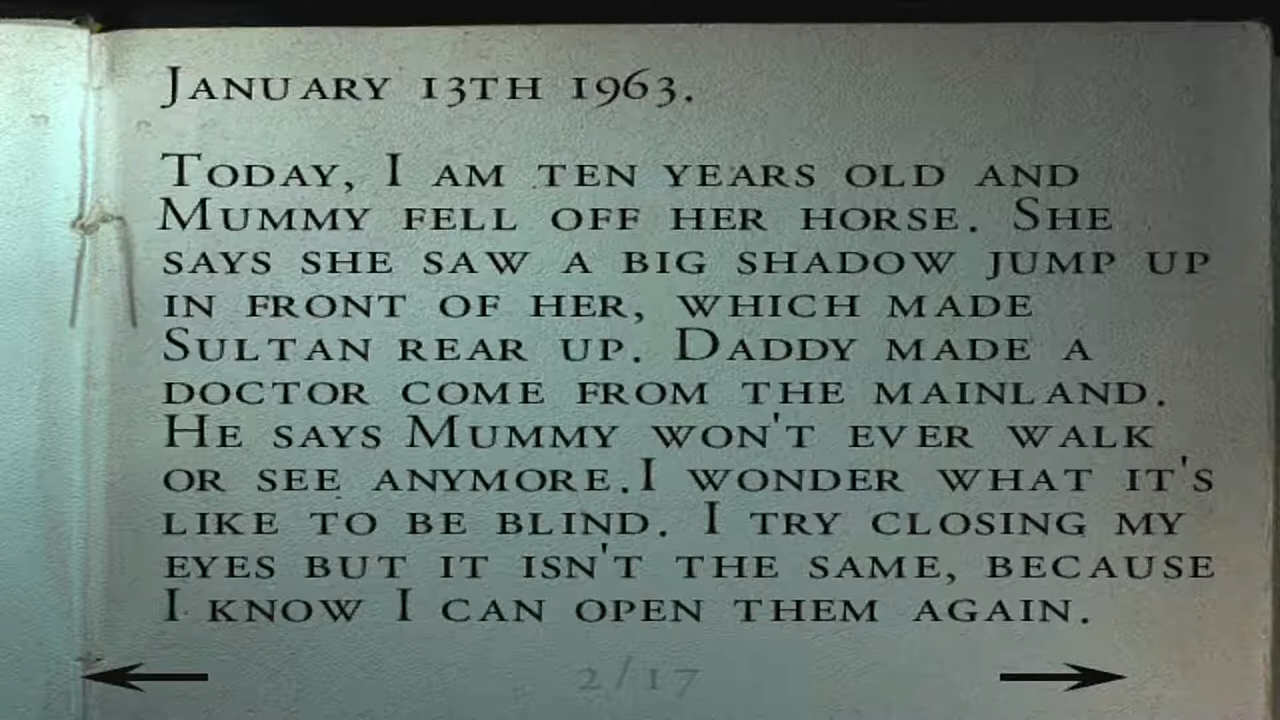 January 13th 1963.
Today, I am ten years old and
Mummy fell off her horse. She
says she saw a big shadow jump up
in front of her, which made
Sultan rear up. Daddy made a
doctor come from the mainland.
He says Mummy won't ever walk
or see anymore.I wonder what it's
like to be blind. I try closing my
eyes but it isn't the same, because
I know I can open them again.
2/17